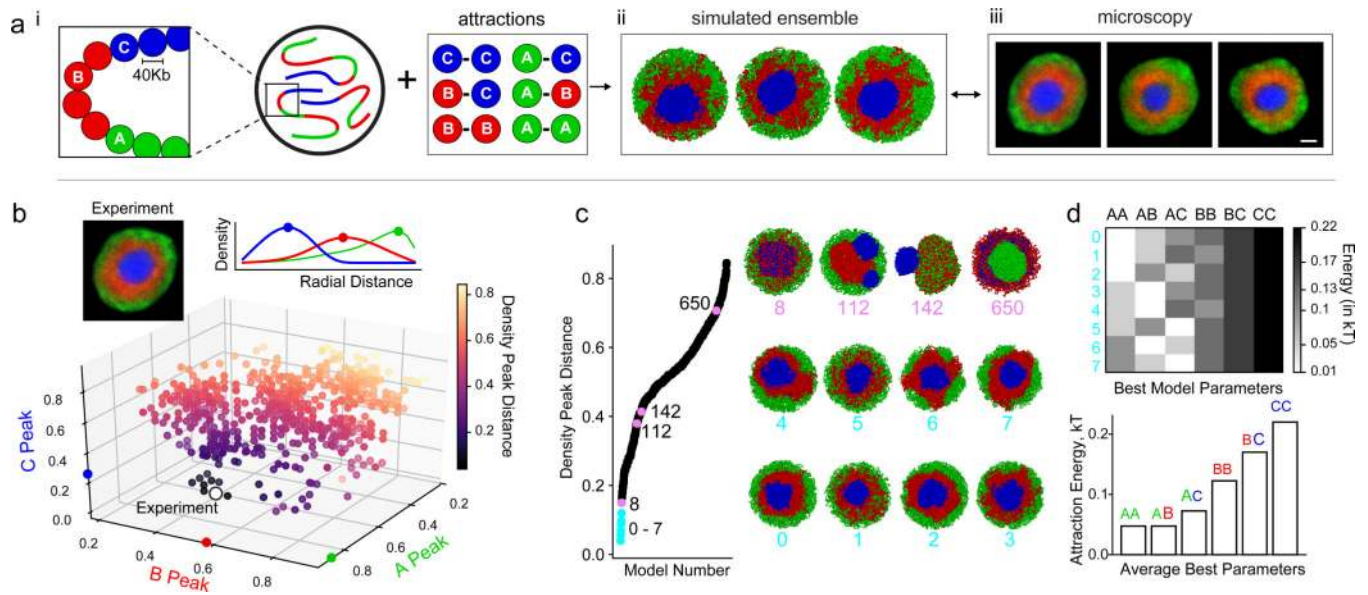 a
i
attractions
ii
simulated ensemble
iii
microscopy
C
B
A
40Kb
+
C-C A-C
B-C A-B
B-B A-A
b
Experiment
Density
Radial Distance
0.8
0.6
0.4
0.2
Density Peak Distance
C Peak
0.8
0.6
0.4
0.2
0.0
Experiment
0.2
0.4
0.6
0.8
B Peak
0.8
0.6
0.4
0.2
A Peak
c
Density Peak Distance
0.8
0.6
0.4
0.2
0.0
650
142
112
8
0 - 7
Model Number
8 112 142 650
4 5 6 7
0 1 2 3
d
AA AB AC BB BC CC
0
1
2
3
4
5
6
7
0.22
0.17
0.13
0.09
0.05
0.01
Energy (in kT)
Best Model Parameters
Attraction Energy, kT
0.2
0.1
0.0
AA AB AC BB BC CC
Average Best Parameters